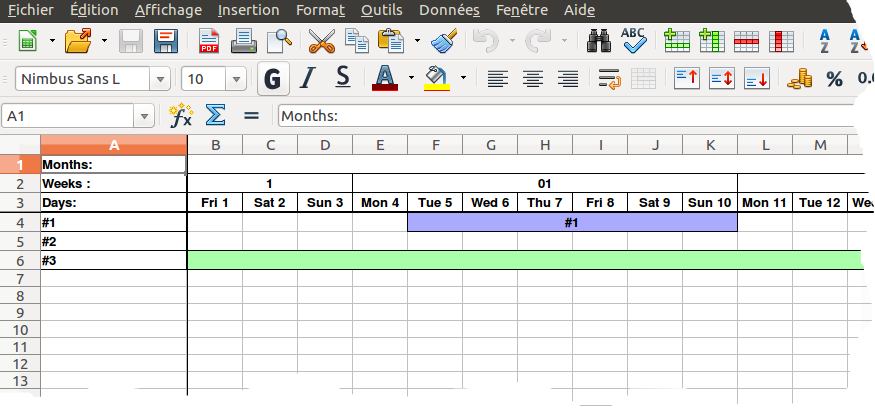 Fichier Édition Affichage Insertion Format Outils Données Fenêtre Aide
PDF ABC A Z A Z
Nimbus Sans L 10 G I S A %
A1 fx Σ = Months:
A B C D E F G H I J K L M
1 Months:
2 Weeks : 1 01
3 Days: Fri 1 Sat 2 Sun 3 Mon 4 Tue 5 Wed 6 Thu 7 Fri 8 Sat 9 Sun 10 Mon 11 Tue 12
4 #1 #1
5 #2
6 #3
7
8
9
10
11
12
13